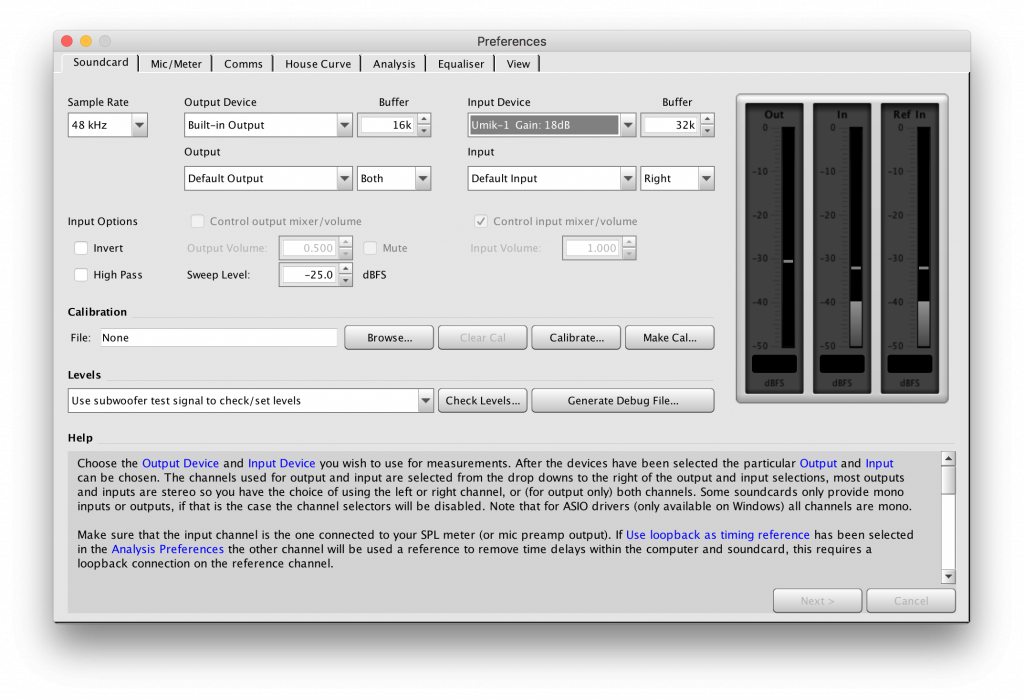 Preferences
Soundcard Mic/Meter Comms House Curve Analysis Equaliser View
Sample Rate Output Device Buffer Input Device Buffer
48 kHz Built-in Output 16k Umik-1 Gain: 18dB 32k
Output Input
Default Output Both Default Input Right
Input Options Control output mixer/volume Control input mixer/volume
Invert Output Volume: 0.500 Mute Input Volume: 1.000
High Pass Sweep Level: -25.0 dBFS
Calibration
File: None Browse... Clear Cal Calibrate... Make Cal...
Levels
Use subwoofer test signal to check/set levels Check Levels... Generate Debug File...
Out In Ref In
0 0 0
-10 -10 -10
-20 -20 -20
-30 -30 -30
-40 -40 -40
-50 -50 -50
dBFS dBFS dBFS
Help
Choose the Output Device and Input Device you wish to use for measurements. After the devices have been selected the particular Output and Input
can be chosen. The channels used for output and input are selected from the drop downs to the right of the output and input selections, most outputs
and inputs are stereo so you have the choice of using the left or right channel, or (for output only) both channels. Some soundcards only provide mono
inputs or outputs, if that is the case the channel selectors will be disabled. Note that for ASIO drivers (only available on Windows) all channels are mono.
Make sure that the input channel is the one connected to your SPL meter (or mic preamp output). If Use loopback as timing reference has been selected
in the Analysis Preferences the other channel will be used a reference to remove time delays within the computer and soundcard, this requires a
loopback connection on the reference channel.
Next > Cancel